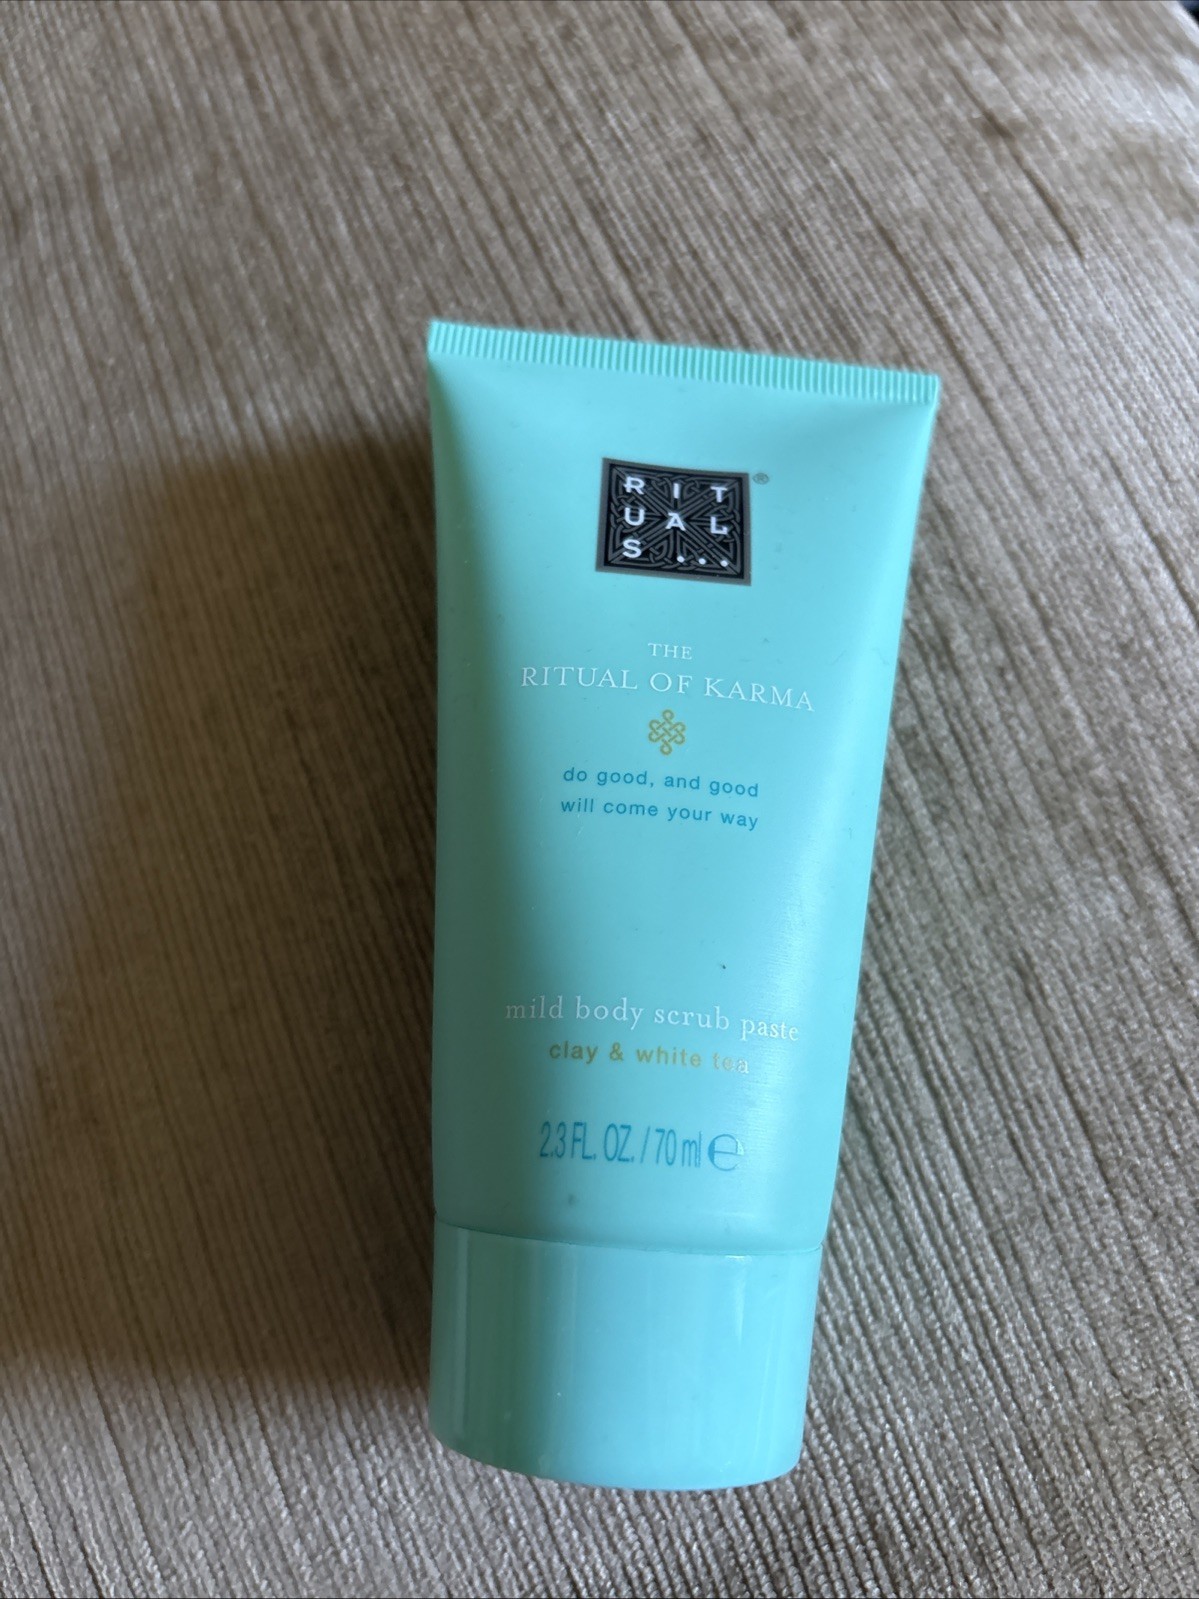 RIT
UAL
S...
®
THE
RITUAL OF KARMA
do good, and good
will come your way
mild body scrub paste
clay & white tea
2.3 FL. OZ. / 70 ml ℮